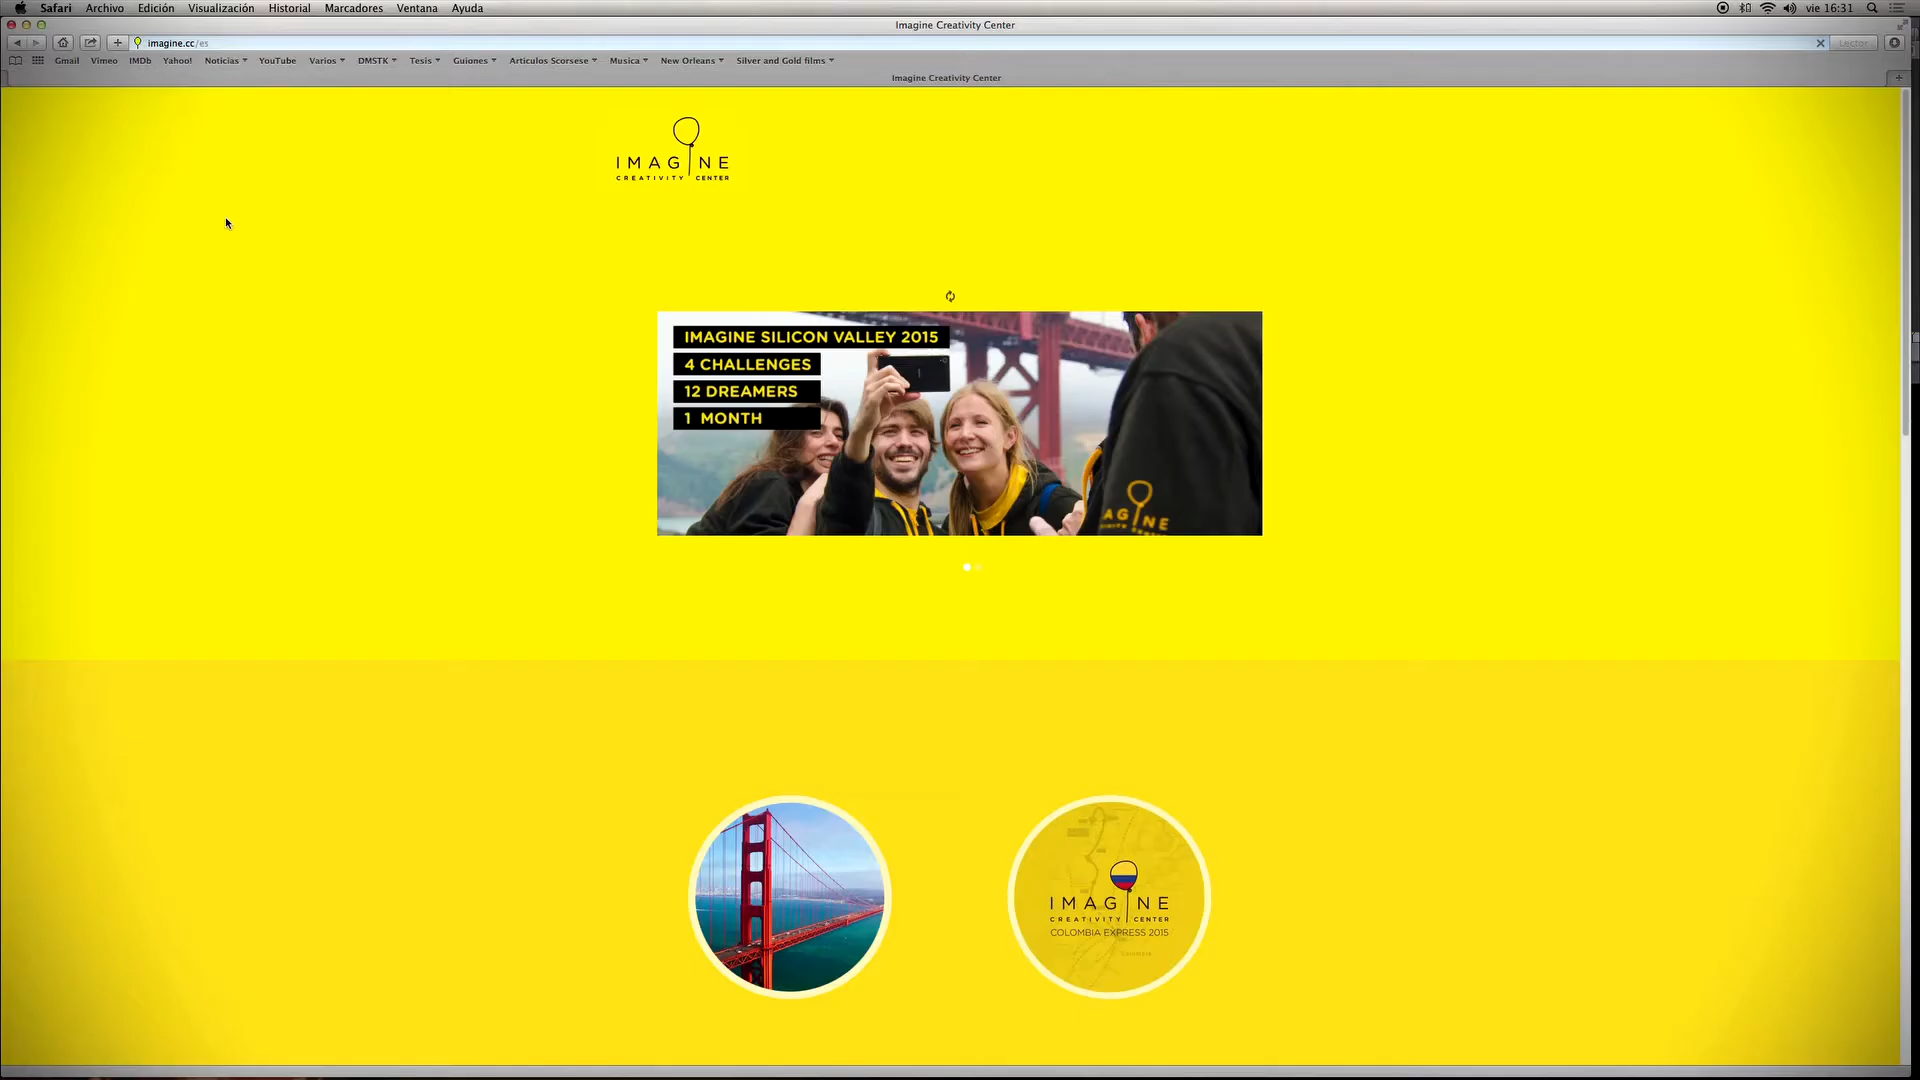 Safari Archivo Edición Visualización Historial Marcadores Ventana Ayuda vie 16:31
Imagine Creativity Center
imagine.cc/es Lector
Gmail Vimeo IMDb Yahoo! Noticias YouTube Varios DMSTK Tesis Guiones Articulos Scorsese Musica New Orleans Silver and Gold films
Imagine Creativity Center
IMAGINE
CREATIVITY CENTER
IMAGINE SILICON VALLEY 2015
4 CHALLENGES
12 DREAMERS
1 MONTH
AGINE
IMAGINE
CREATIVITY CENTER
COLOMBIA EXPRESS 2015
Colombia